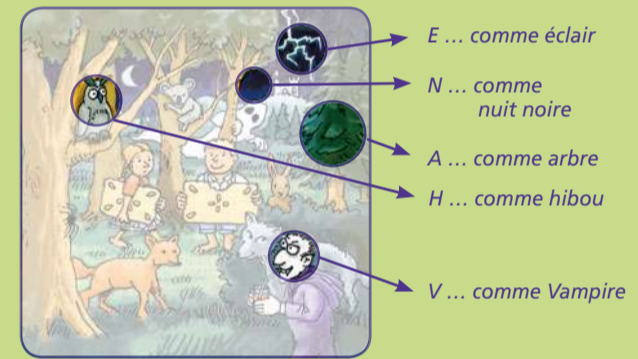 E ... comme éclair
N ... comme
nuit noire
A ... comme arbre
H ... comme hibou
V ... comme Vampire